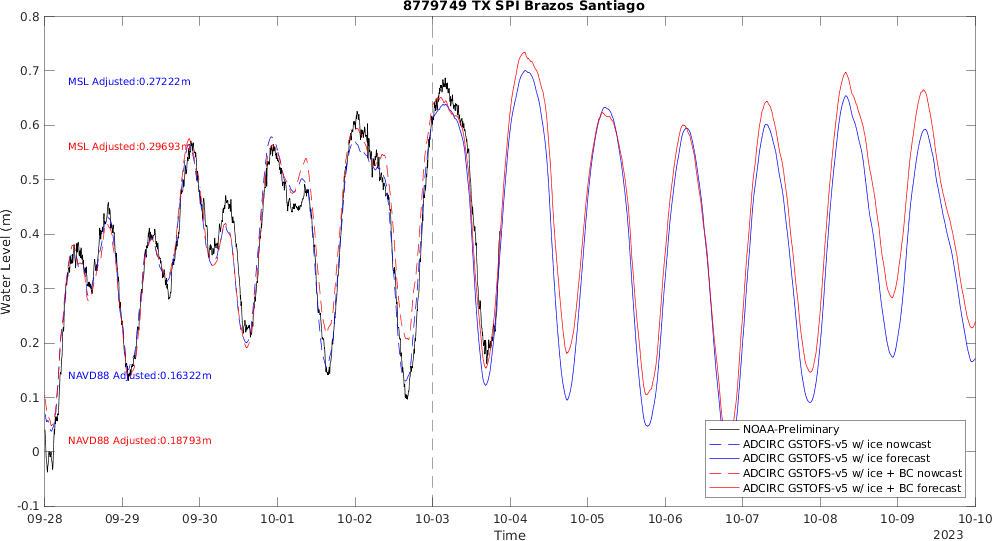 8779749 TX SPI Brazos Santiago
0.8
0.7
0.6
0.5
0.4
0.3
0.2
0.1
0
-0.1
Water Level (m)
MSL Adjusted:0.27222m
MSL Adjusted:0.29693m
NAVD88 Adjusted:0.16322m
NAVD88 Adjusted:0.18793m
NOAA-Preliminary
ADCIRC GSTOFS-v5 w/ ice nowcast
ADCIRC GSTOFS-v5 w/ ice forecast
ADCIRC GSTOFS-v5 w/ ice + BC nowcast
ADCIRC GSTOFS-v5 w/ ice + BC forecast
09-28 09-29 09-30 10-01 10-02 10-03 10-04 10-05 10-06 10-07 10-08 10-09 10-10
Time
2023